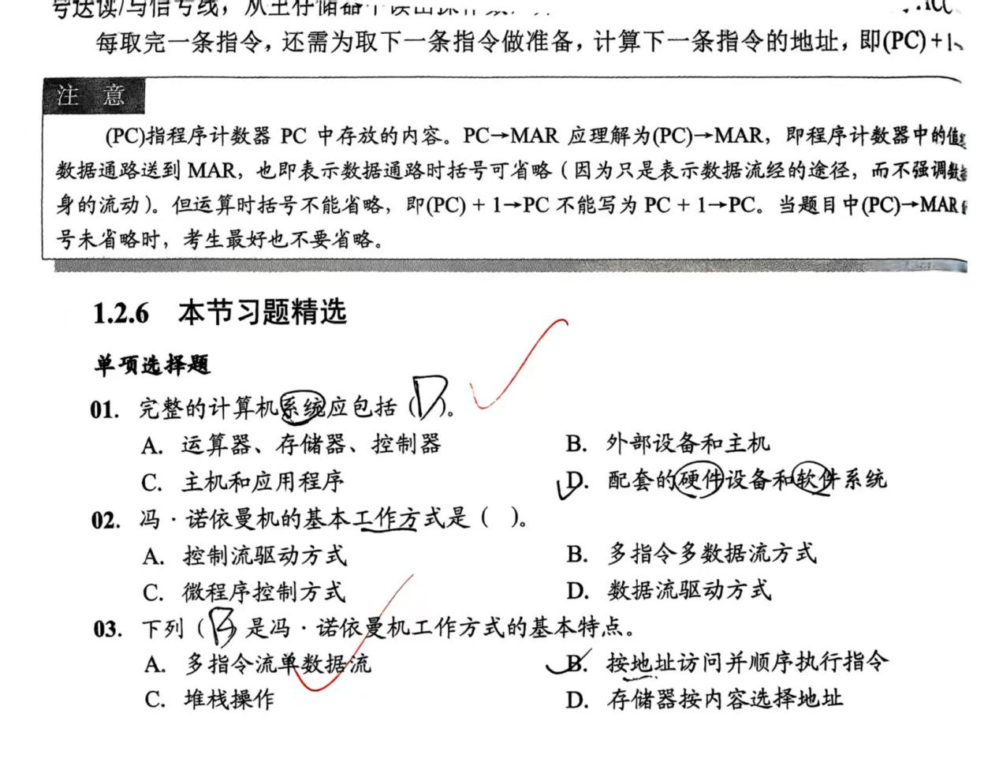 每取完一条指令，还需为取下一条指令做准备，计算下一条指令的地址，即(PC)+1
注 意
(PC)指程序计数器 PC 中存放的内容。PC→MAR 应理解为(PC)→MAR，即程序计数器中的值
数据通路送到 MAR，也即表示数据通路时括号可省略（因为只是表示数据流经的途径，而不强调数
身的流动）。但运算时括号不能省略，即(PC) + 1→PC 不能写为 PC + 1→PC。当题目中(PC)→MAR
号未省略时，考生最好也不要省略。
1.2.6 本节习题精选
单项选择题
01. 完整的计算机系统应包括（D）。
A. 运算器、存储器、控制器 B. 外部设备和主机
C. 主机和应用程序 D. 配套的硬件设备和软件系统
02. 冯·诺依曼机的基本工作方式是（ ）。
A. 控制流驱动方式 B. 多指令多数据流方式
C. 微程序控制方式 D. 数据流驱动方式
03. 下列（B）是冯·诺依曼机工作方式的基本特点。
A. 多指令流单数据流 B. 按地址访问并顺序执行指令
C. 堆栈操作 D. 存储器按内容选择地址